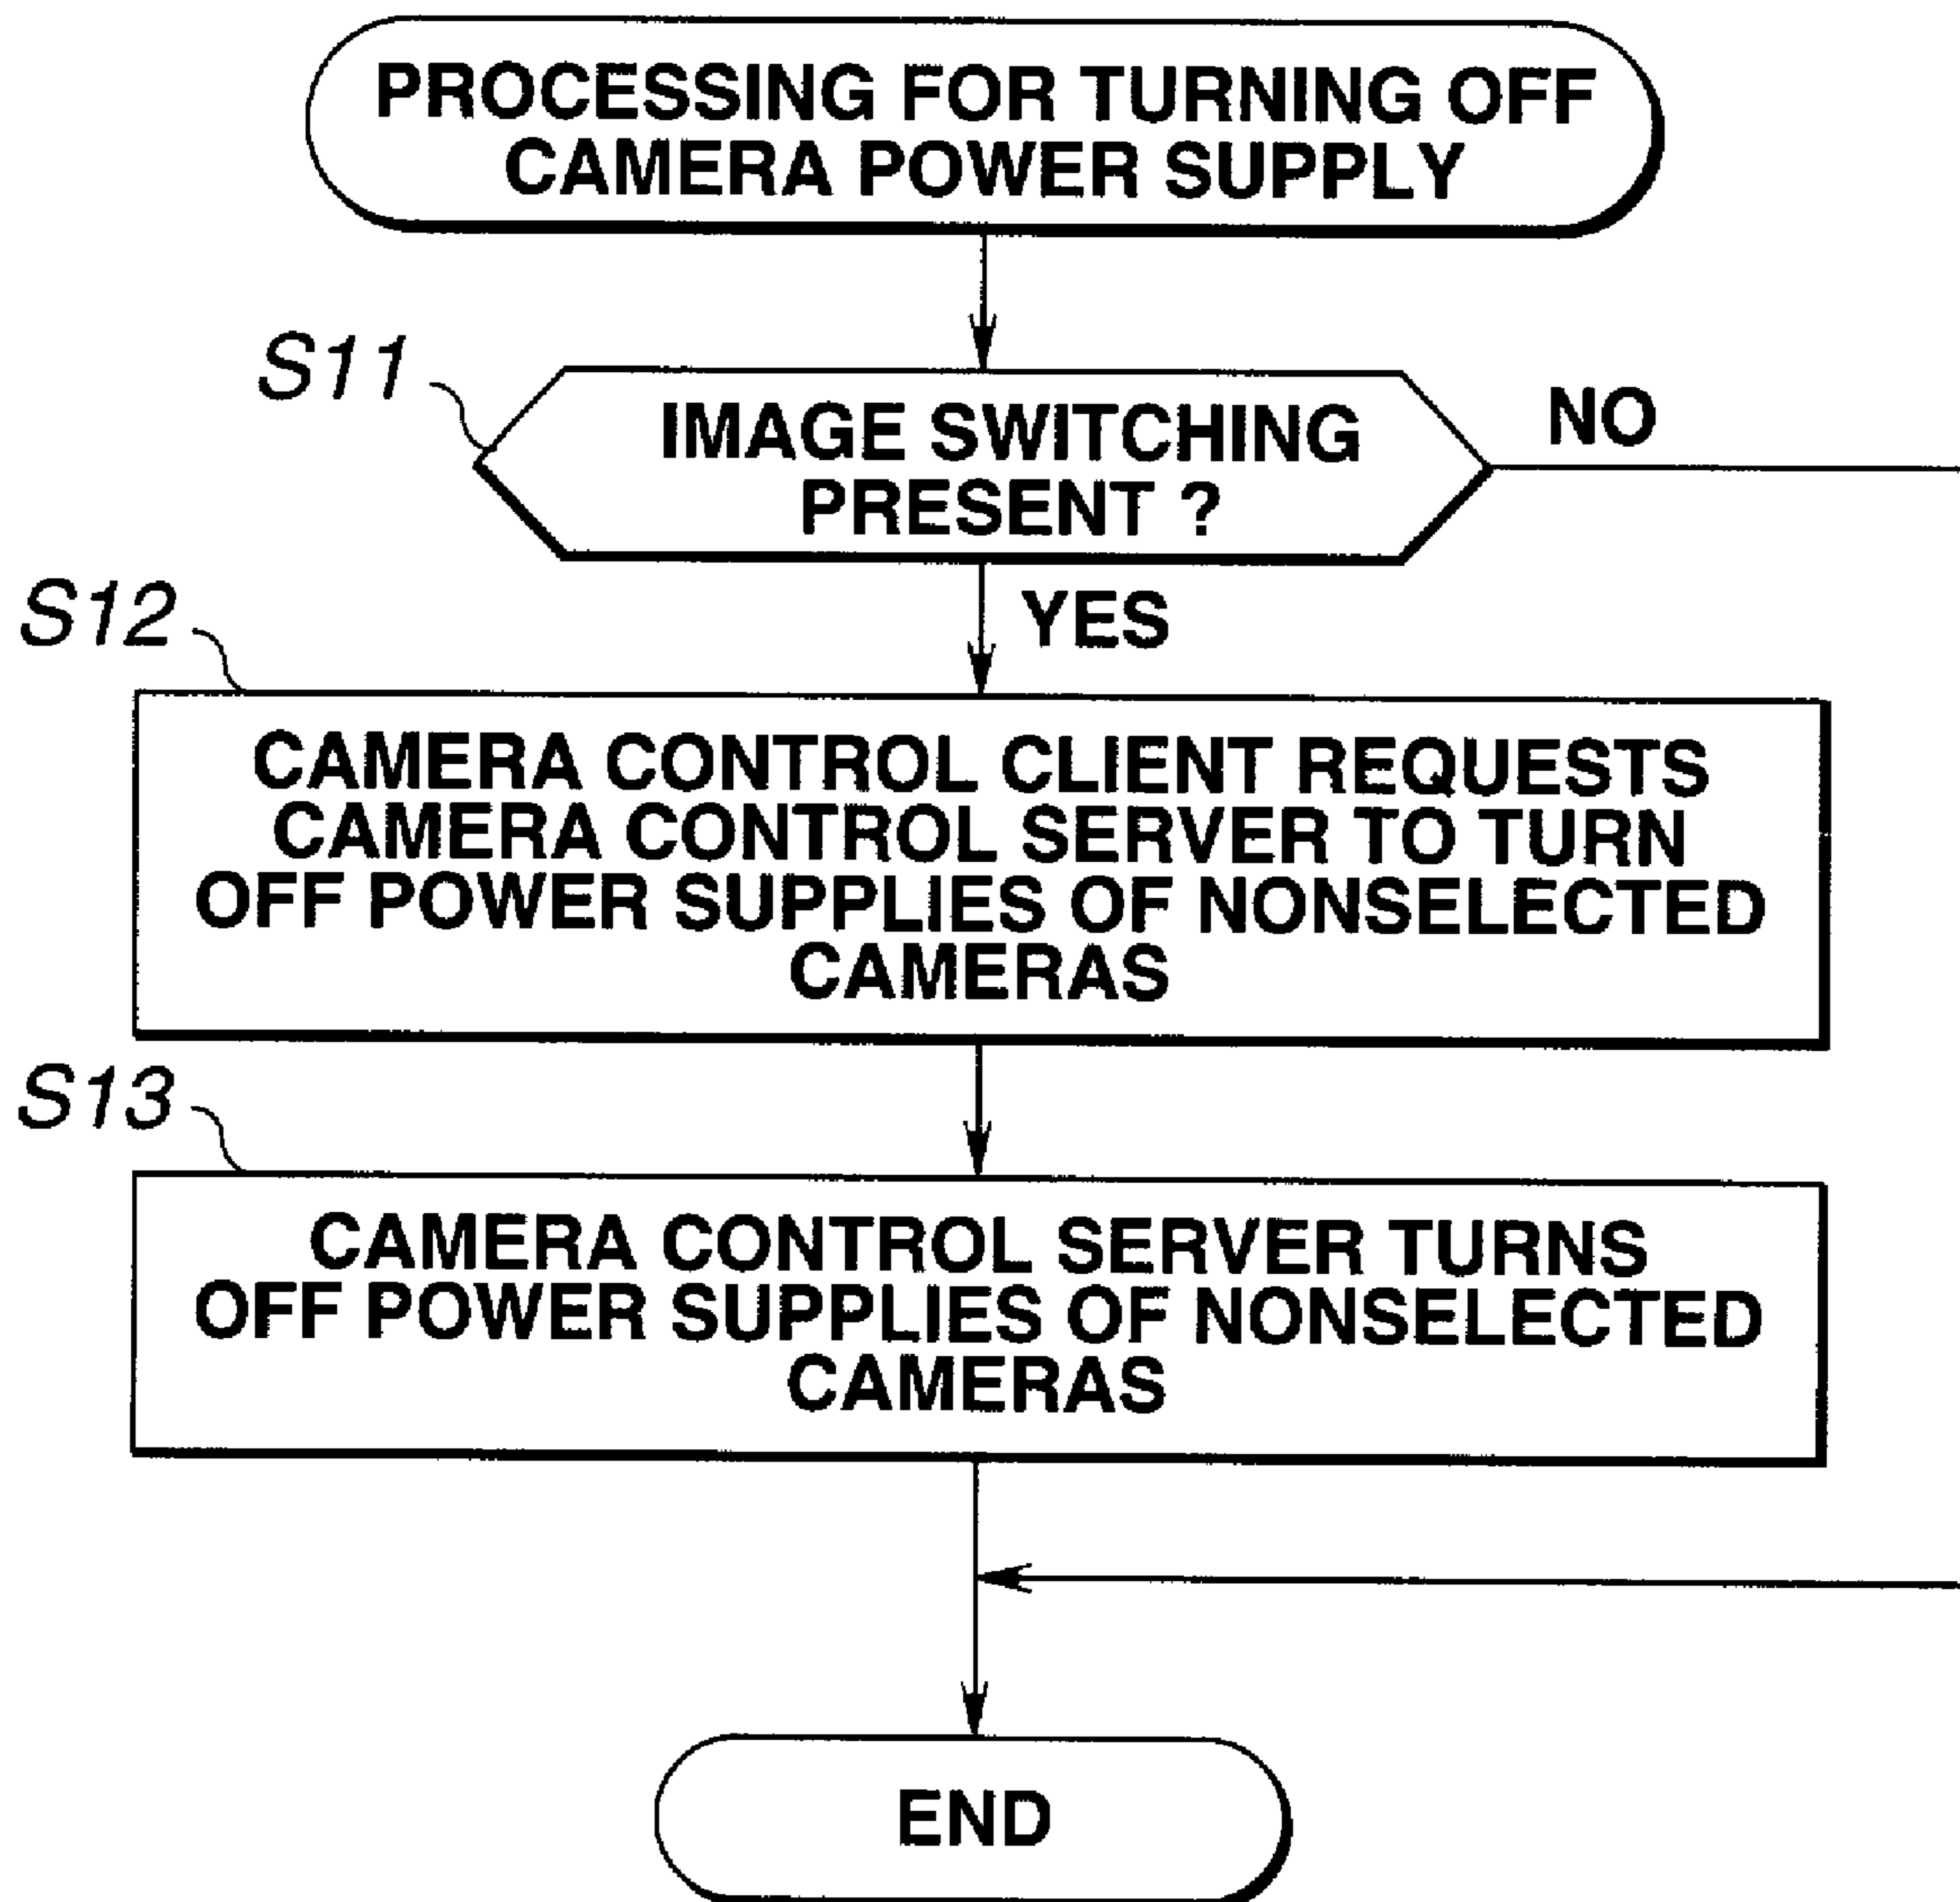 PROCESSING FOR TURNING OFF
CAMERA POWER SUPPLY
S11
IMAGE SWITCHING
PRESENT ?
NO
YES
S12
CAMERA CONTROL CLIENT REQUESTS
CAMERA CONTROL SERVER TO TURN
OFF POWER SUPPLIES OF NONSELECTED
CAMERAS
S13
CAMERA CONTROL SERVER TURNS
OFF POWER SUPPLIES OF NONSELECTED
CAMERAS
END